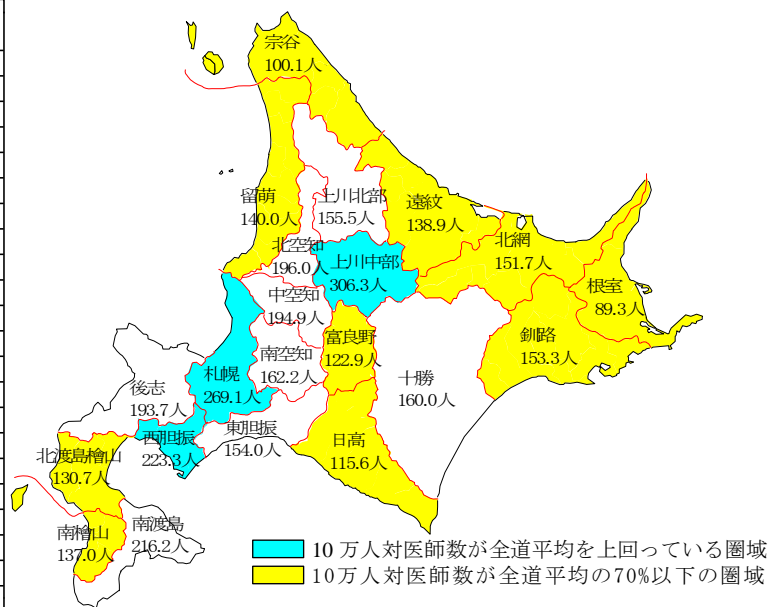 宗谷
100.1人
留萌
140.0人
上川北部
155.5人
遠紋
138.9人
北網
151.7人
北空知
196.0人
上川中部
306.3人
根室
89.3人
中空知
194.9人
富良野
122.9人
釧路
153.3人
南空知
162.2人
札幌
269.1人
十勝
160.0人
後志
193.7人
西胆振
223.3人
東胆振
154.0人
日高
115.6人
北渡島檜山
130.7人
南檜山
137.0人
南渡島
216.2人
10万人対医師数が全道平均を上回っている圏域
10万人対医師数が全道平均の70%以下の圏域